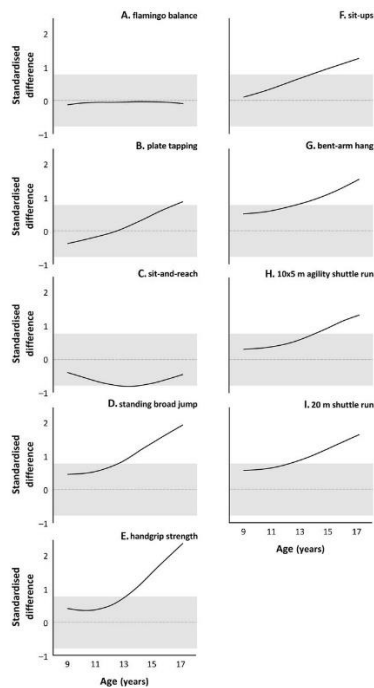 A. flamingo balance
Standardised
difference
2
1
0
−1
B. plate tapping
Standardised
difference
2
1
0
−1
C. sit-and-reach
Standardised
difference
2
1
0
−1
D. standing broad jump
Standardised
difference
2
1
0
−1
E. handgrip strength
Standardised
difference
2
1
0
−1
9 11 13 15 17
Age (years)
F. sit-ups
G. bent-arm hang
H. 10x5 m agility shuttle run
I. 20 m shuttle run
9 11 13 15 17
Age (years)